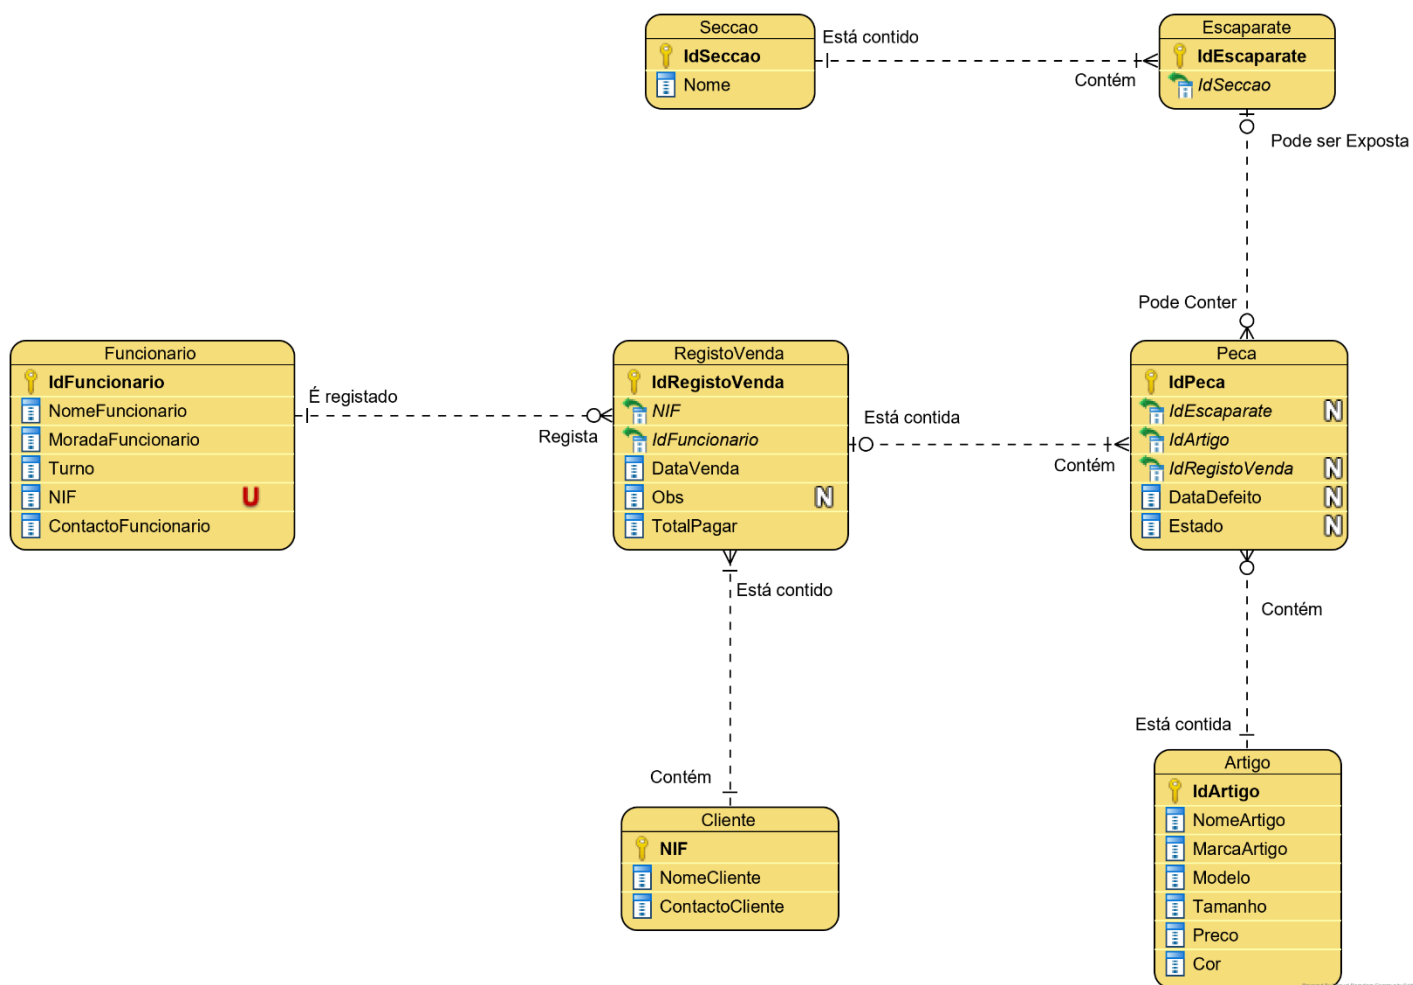 Seccao
IdSeccao
Nome
Está contido
Contém
Escaparate
IdEscaparate
IdSeccao
Pode ser Exposta
Pode Conter
Funcionario
IdFuncionario
NomeFuncionario
MoradaFuncionario
Turno
NIF U
ContactoFuncionario
É registado
Regista
RegistoVenda
IdRegistoVenda
NIF
IdFuncionario
DataVenda
Obs N
TotalPagar
Está contida
Contém
Peca
IdPeca
IdEscaparate N
IdArtigo
IdRegistoVenda N
DataDefeito N
Estado N
Está contido
Contém
Cliente
NIF
NomeCliente
ContactoCliente
Contém
Está contida
Artigo
IdArtigo
NomeArtigo
MarcaArtigo
Modelo
Tamanho
Preco
Cor